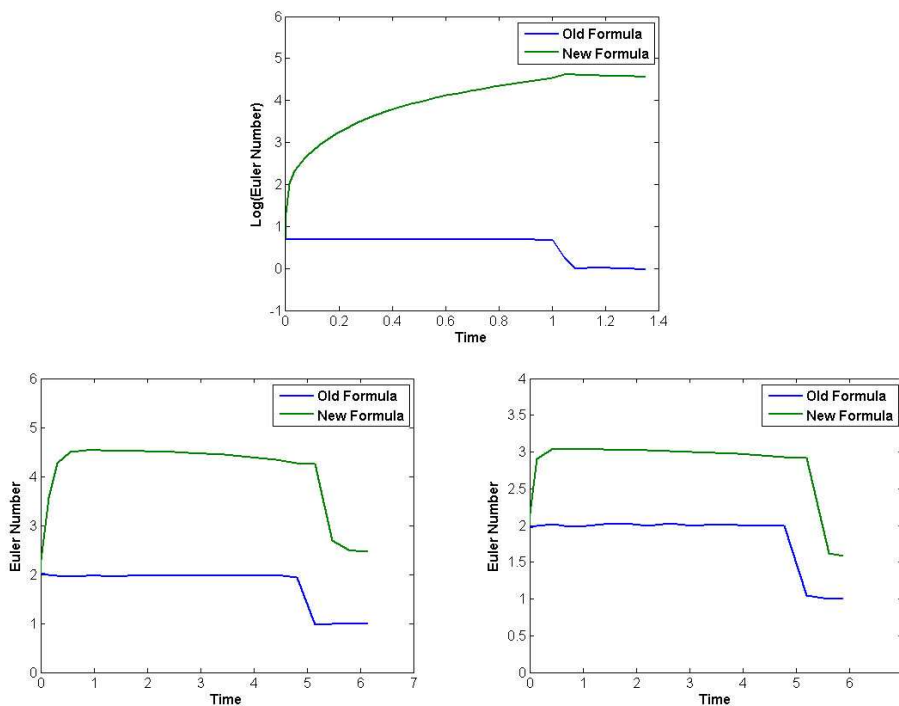 6
5
4
3
2
1
0
-1
Log(Euler Number)
Old Formula
New Formula
0 0.2 0.4 0.6 0.8 1 1.2 1.4
Time
6
5
4
3
2
1
0
Euler Number
Old Formula
New Formula
0 1 2 3 4 5 6 7
Time
4
3.5
3
2.5
2
1.5
1
0.5
0
Euler Number
Old Formula
New Formula
0 1 2 3 4 5 6
Time